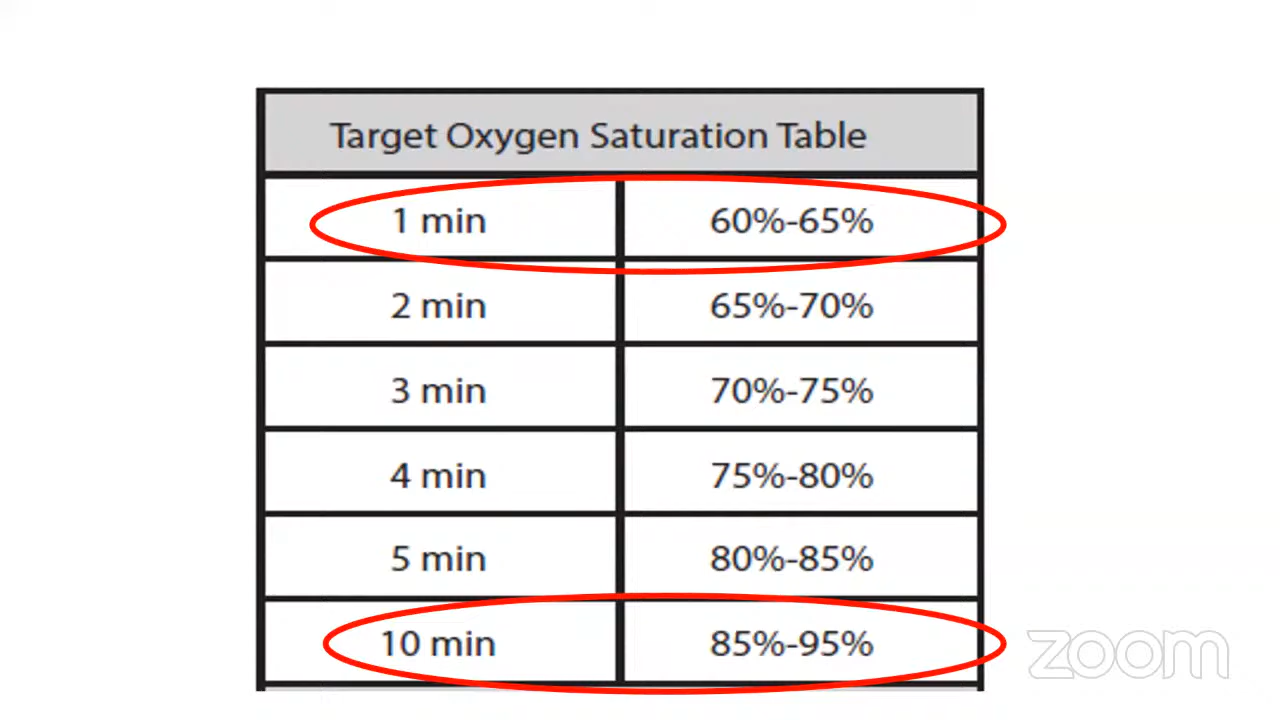 Target Oxygen Saturation Table
1 min 60%-65%
2 min 65%-70%
3 min 70%-75%
4 min 75%-80%
5 min 80%-85%
10 min 85%-95%
zoom